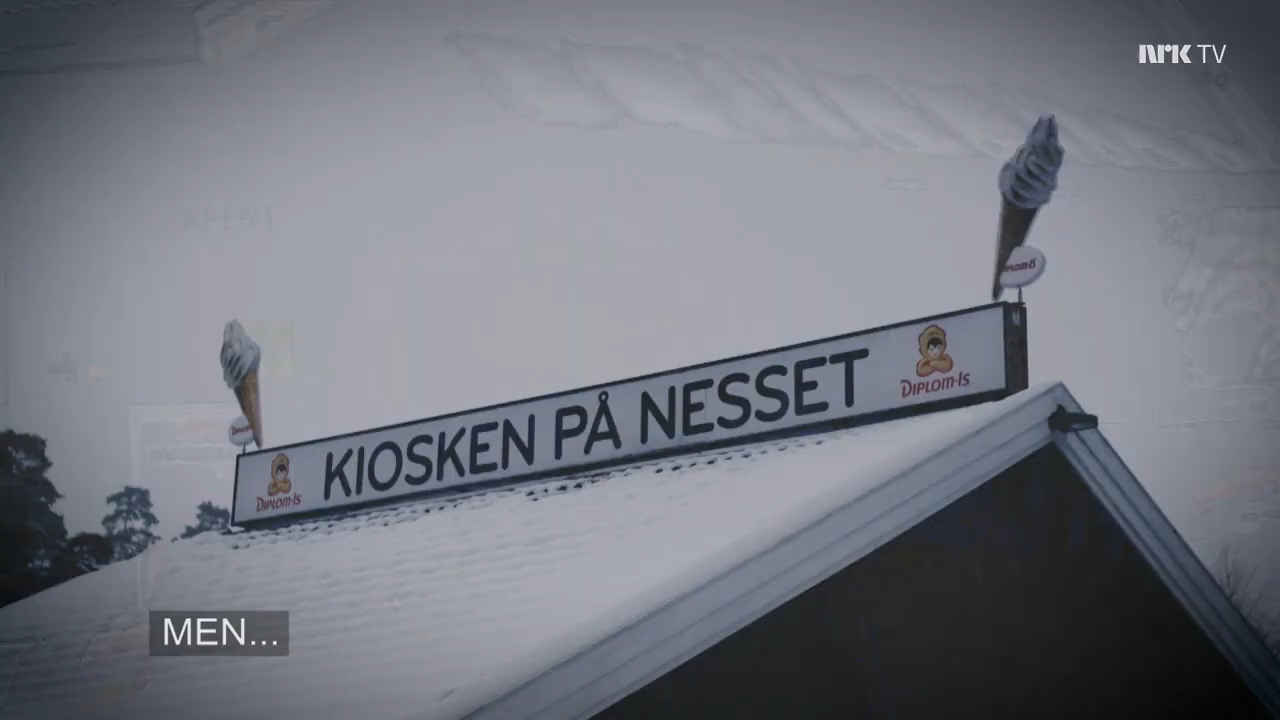 NRK TV
DIPLOM-IS
KIOSKEN PÅ NESSET
DIPLOM-IS
DIPLOM-IS
MEN...